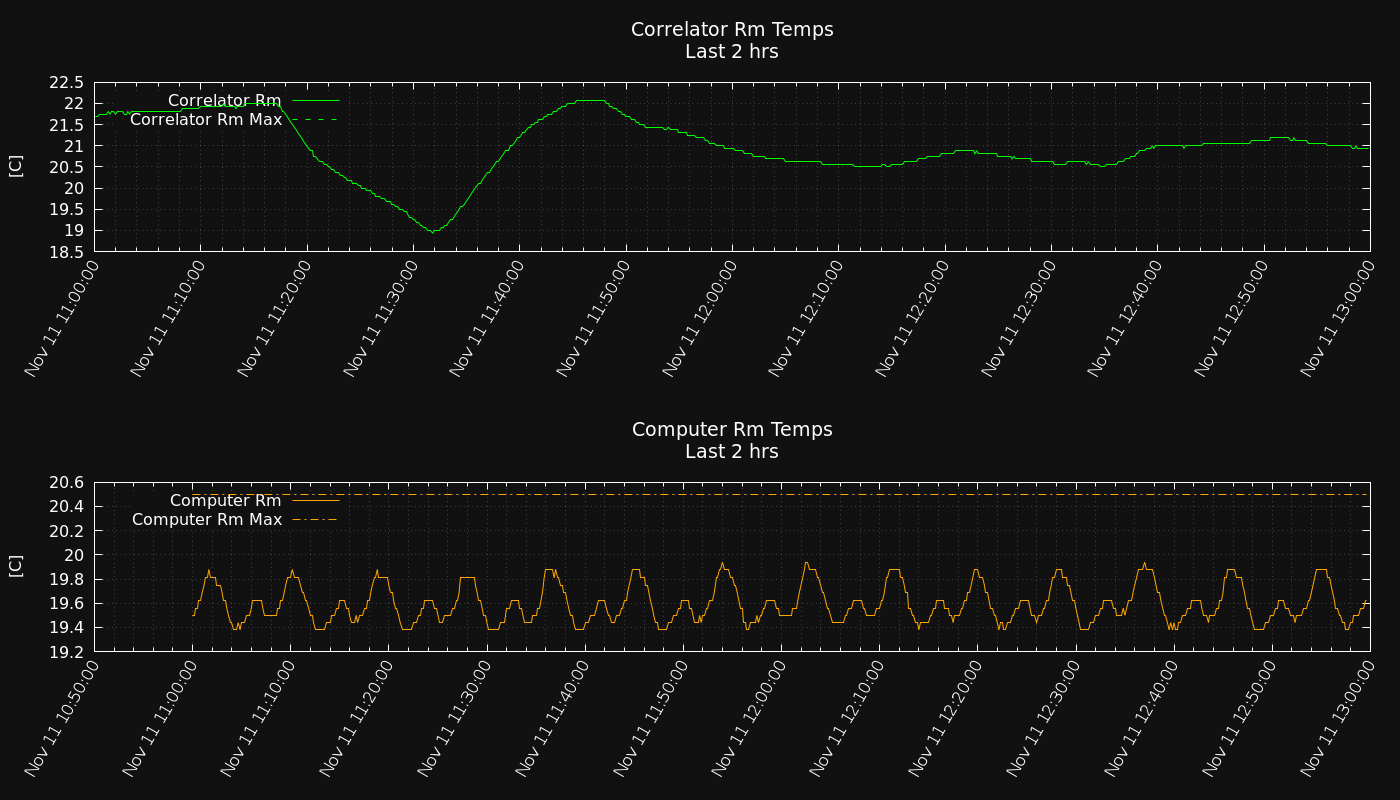 Correlator Rm Temps
Last 2 hrs
Correlator Rm
Correlator Rm Max
[C]
22.5
22
21.5
21
20.5
20
19.5
19
18.5
Nov 11 11:00:00
Nov 11 11:10:00
Nov 11 11:20:00
Nov 11 11:30:00
Nov 11 11:40:00
Nov 11 11:50:00
Nov 11 12:00:00
Nov 11 12:10:00
Nov 11 12:20:00
Nov 11 12:30:00
Nov 11 12:40:00
Nov 11 12:50:00
Nov 11 13:00:00
Computer Rm Temps
Last 2 hrs
Computer Rm
Computer Rm Max
[C]
20.6
20.4
20.2
20
19.8
19.6
19.4
19.2
Nov 11 10:50:00
Nov 11 11:00:00
Nov 11 11:10:00
Nov 11 11:20:00
Nov 11 11:30:00
Nov 11 11:40:00
Nov 11 11:50:00
Nov 11 12:00:00
Nov 11 12:10:00
Nov 11 12:20:00
Nov 11 12:30:00
Nov 11 12:40:00
Nov 11 12:50:00
Nov 11 13:00:00